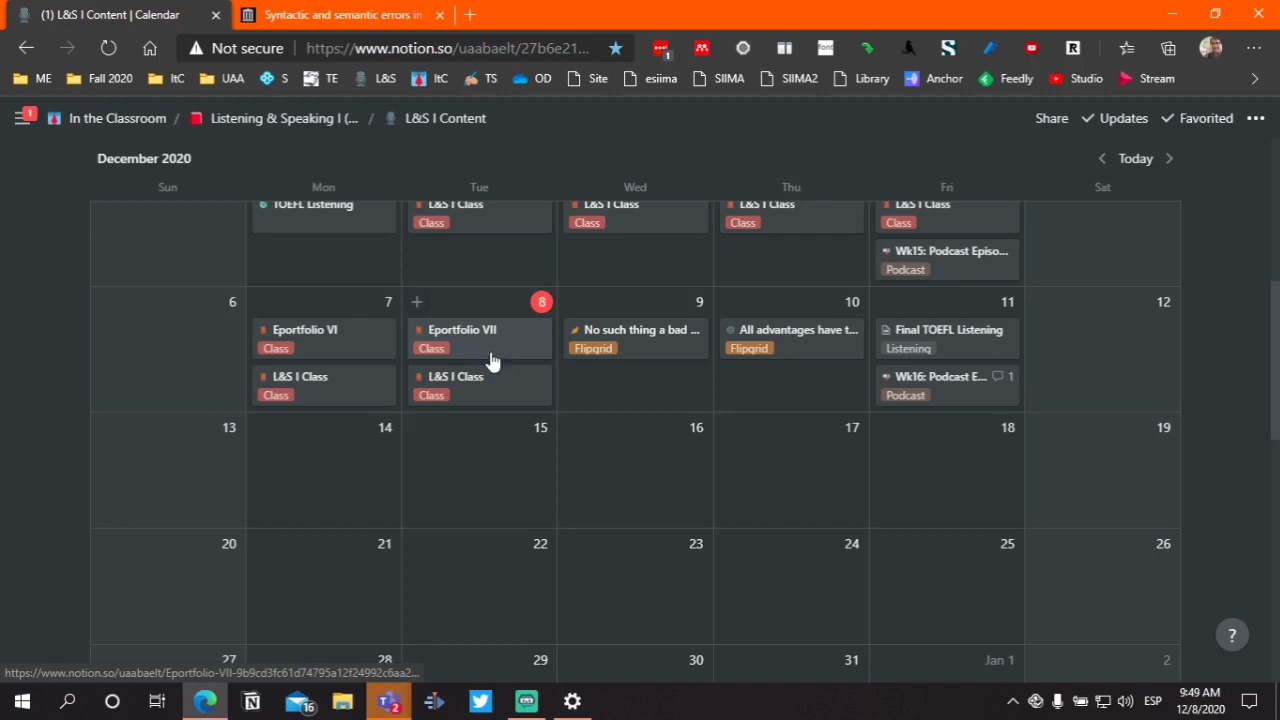 (1) L&S I Content | Calendar
Syntactic and semantic errors in
Not secure
https://www.notion.so/uaabaelt/27b6e21...
1
font
ME
Fall 2020
ItC
UAA
S
TE
L&S
ItC
TS
OD
Site
esiima
SIIMA
SIIMA2
Library
Anchor
Feedly
Studio
Stream
1
In the Classroom / Listening & Speaking I (... / L&S I Content
Share
Updates
Favorited
December 2020
Today
Sun
Mon
Tue
Wed
Thu
Fri
Sat
TOEFL Listening
L&S I Class
Class
L&S I Class
Class
L&S I Class
Class
L&S I Class
Class
Wk15: Podcast Episo...
Podcast
6
7
8
9
10
11
12
Eportfolio VI
Class
L&S I Class
Class
Eportfolio VII
Class
L&S I Class
Class
No such thing a bad ...
Flipgrid
All advantages have t...
Flipgrid
Final TOEFL Listening
Listening
Wk16: Podcast E...
1
Podcast
13
14
15
16
17
18
19
20
21
22
23
24
25
26
27
28
29
30
31
Jan 1
2
?
https://www.notion.so/uaabaelt/Eportfolio-VII-9b9cd3fc61d74795a12f24992c6aa2...
16
2
ESP
9:49 AM
12/8/2020